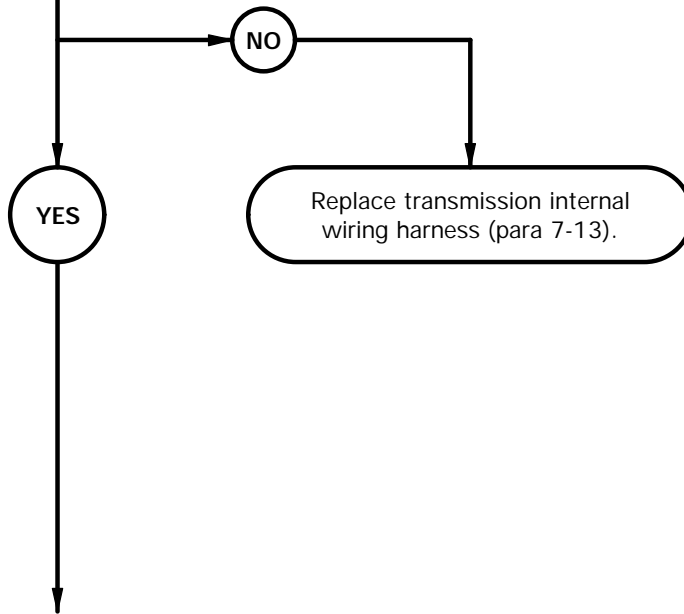 NO
YES
Replace transmission internal
wiring harness (para 7-13).